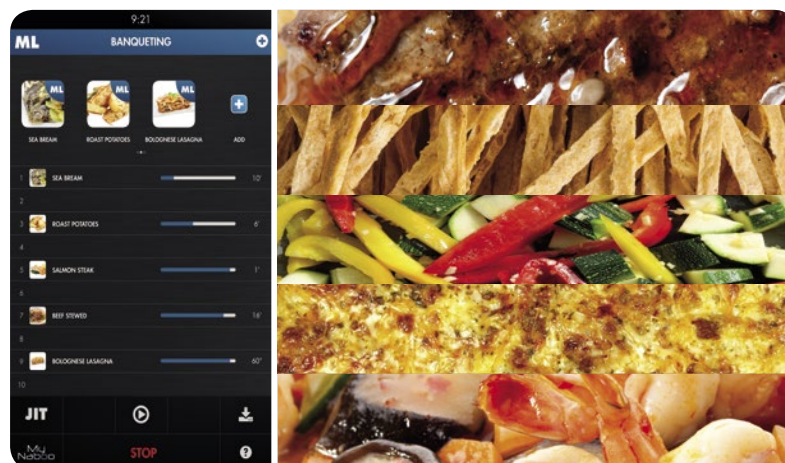 9:21
ML BANQUETING
ML ML ML
SEA BREAM ROAST POTATOES BOLOGNESE LASAGNA ADD
1 SEA BREAM 10'
2
3 ROAST POTATOES 6'
4
5 SALMON STEAK 1'
6
7 BEEF STEWED 16'
8
9 BOLOGNESE LASAGNA 60"
10
JIT
My Naboo STOP ?